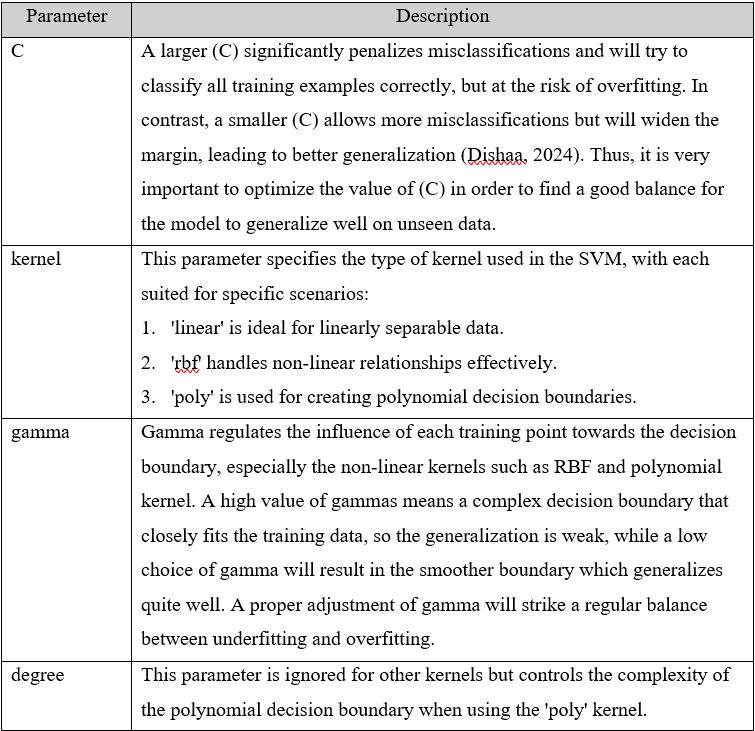 Parameter Description
C
A larger (C) significantly penalizes misclassifications and will try to
classify all training examples correctly, but at the risk of overfitting. In
contrast, a smaller (C) allows more misclassifications but will widen the
margin, leading to better generalization (Dishaa, 2024). Thus, it is very
important to optimize the value of (C) in order to find a good balance for
the model to generalize well on unseen data.
kernel
This parameter specifies the type of kernel used in the SVM, with each
suited for specific scenarios:
1. 'linear' is ideal for linearly separable data.
2. 'rbf' handles non-linear relationships effectively.
3. 'poly' is used for creating polynomial decision boundaries.
gamma
Gamma regulates the influence of each training point towards the decision
boundary, especially the non-linear kernels such as RBF and polynomial
kernel. A high value of gammas means a complex decision boundary that
closely fits the training data, so the generalization is weak, while a low
choice of gamma will result in the smoother boundary which generalizes
quite well. A proper adjustment of gamma will strike a regular balance
between underfitting and overfitting.
degree
This parameter is ignored for other kernels but controls the complexity of
the polynomial decision boundary when using the 'poly' kernel.